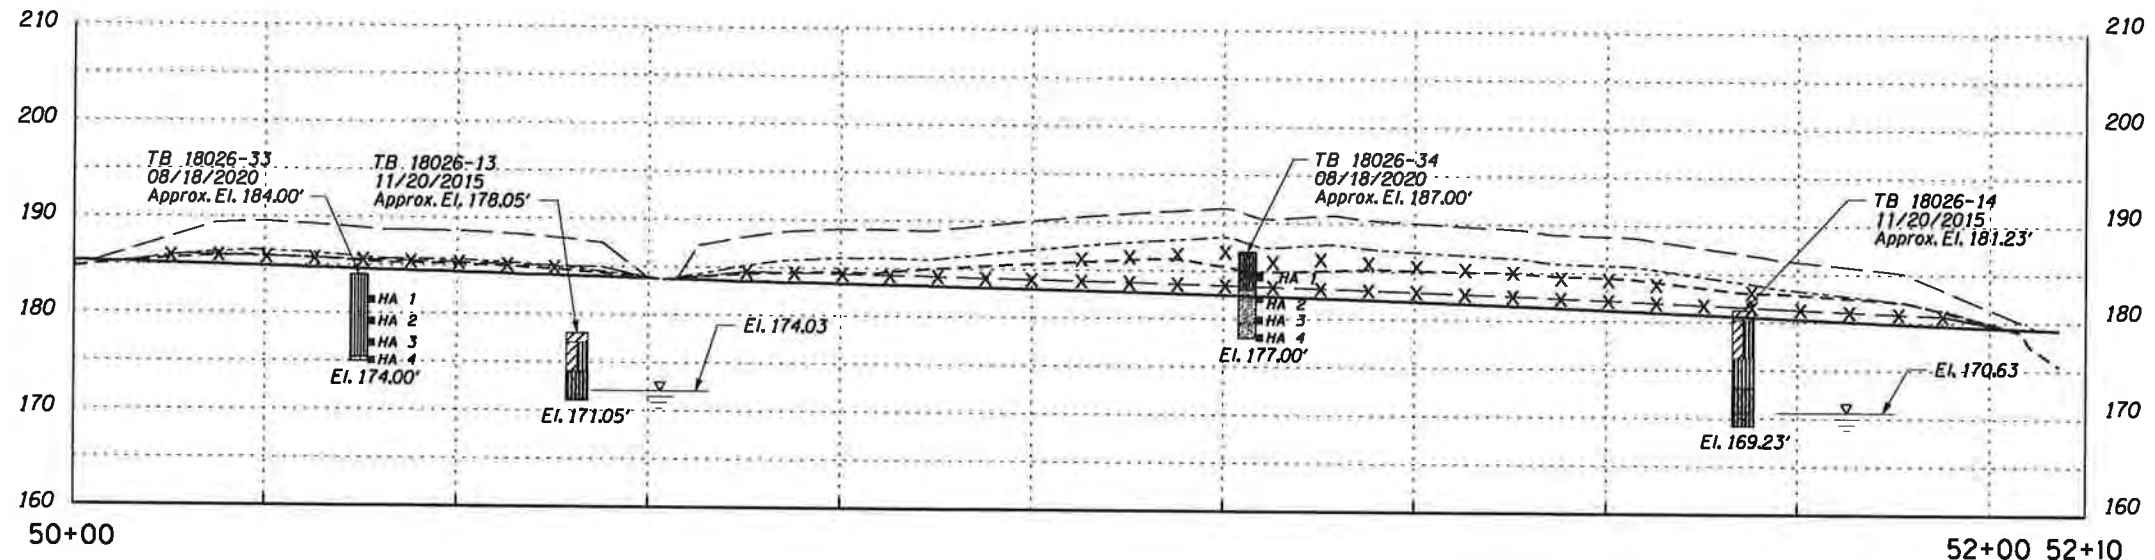 210
210
200
200
TB 18026-33
08/18/2020
Approx. El. 184.00'
TB 18026-13
11/20/2015
Approx. El. 178.05'
TB 18026-34
08/18/2020
Approx. El. 187.00'
TB 18026-14
11/20/2015
Approx. El. 181.23'
190
190
180
180
HA 1
HA 2
HA 3
HA 4
El. 174.00'
El. 174.03
El. 171.05'
HA 1
HA 2
HA 3
HA 4
El. 177.00'
El. 170.63
El. 169.23'
170
170
160
160
50+00
52+00 52+10